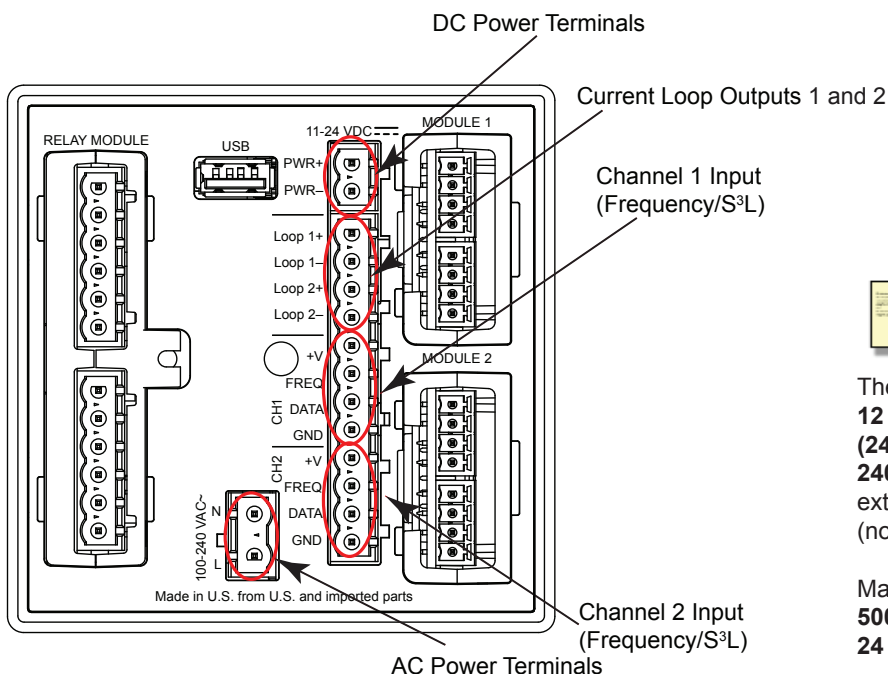 DC Power Terminals
Current Loop Outputs 1 and 2
Channel 1 Input
(Frequency/S³L)
RELAY MODULE
USB
11-24 VDC
MODULE 1
PWR+
PWR–
Loop 1+
Loop 1–
Loop 2+
Loop 2–
MODULE 2
CH1
+V
FREQ
DATA
GND
CH2
+V
FREQ
DATA
GND
100-240 VAC~
N
L
Made in U.S. from U.S. and imported parts
Channel 2 Input
(Frequency/S³L)
AC Power Terminals
12
(24
240
ext
(no
Ma
500
24